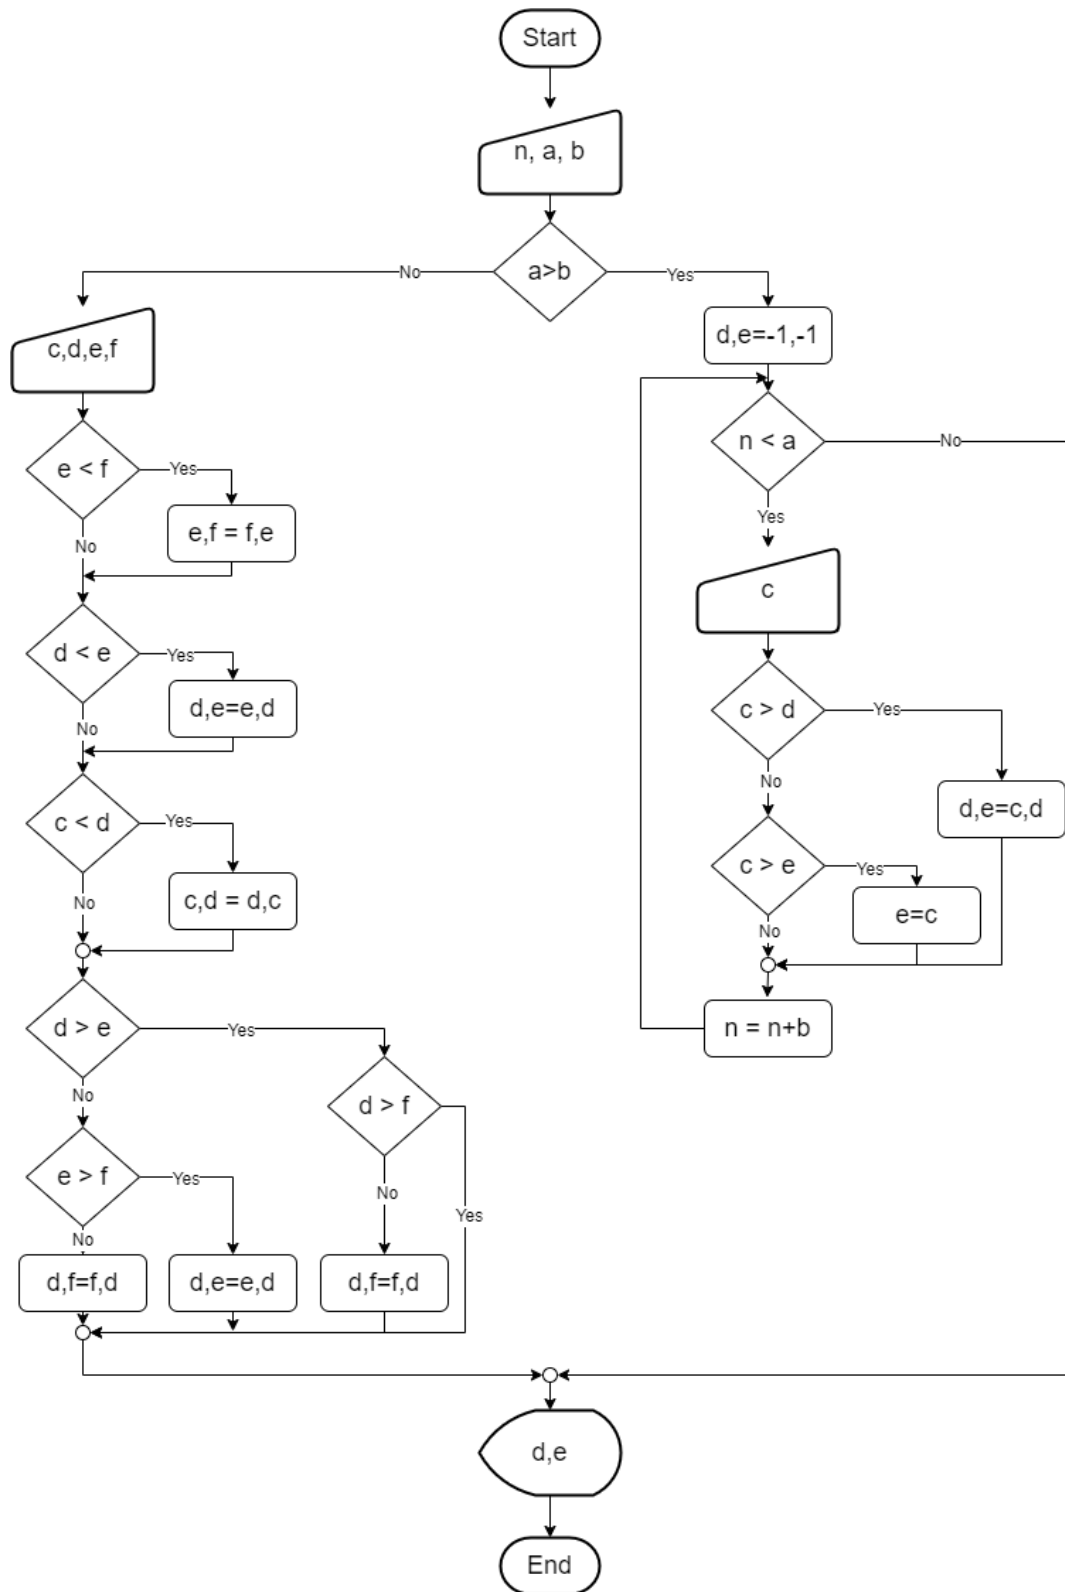 Start
n, a, b
a>b
No
Yes
c,d,e,f
d,e=-1,-1
e < f
Yes
No
e,f = f,e
n < a
No
Yes
d < e
Yes
No
d,e=e,d
c
c < d
Yes
No
c,d = d,c
c > d
Yes
No
d,e=c,d
c > e
Yes
No
e=c
n = n+b
d > e
Yes
No
d > f
No
Yes
e > f
Yes
No
d,f=f,d
d,e=e,d
d,f=f,d
d,e
End